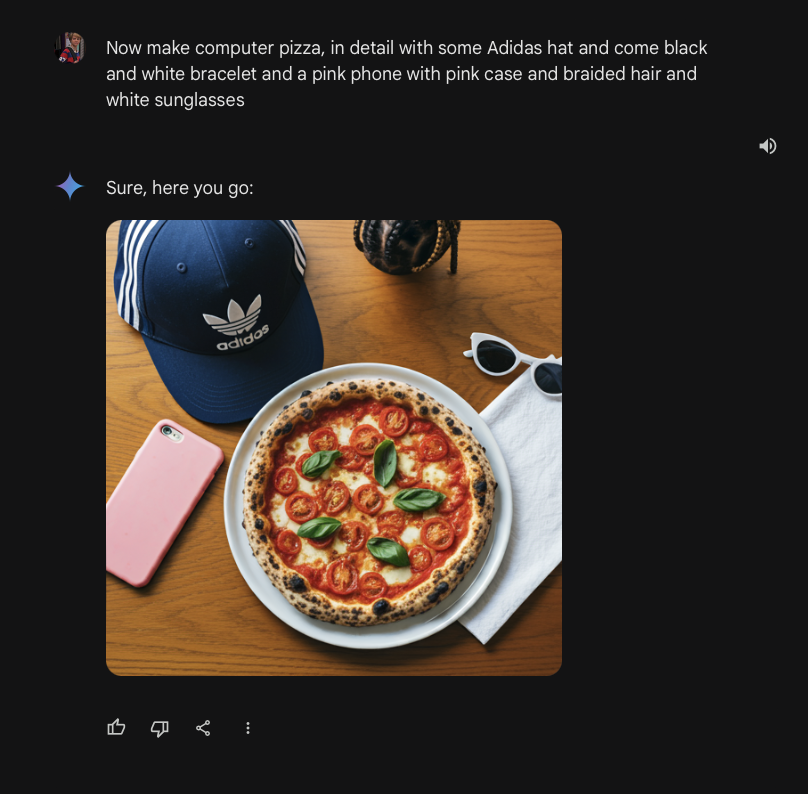 Now make computer pizza, in detail with some Adidas hat and come black
and white bracelet and a pink phone with pink case and braided hair and
white sunglasses
Sure, here you go:
adidas